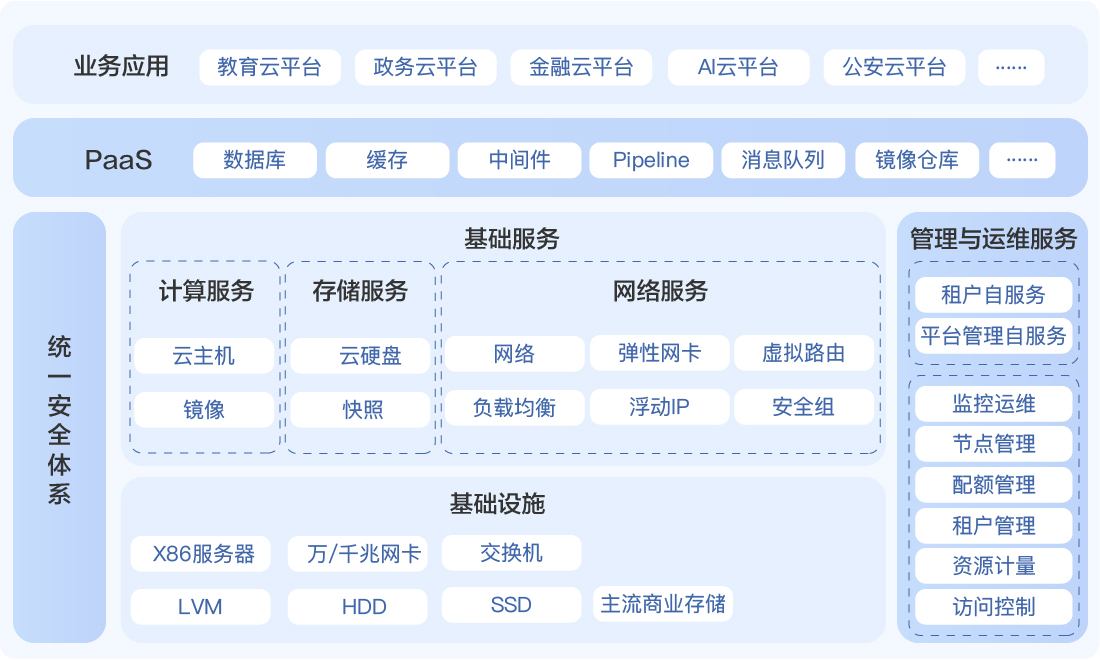 业务应用
教育云平台
政务云平台
金融云平台
AI云平台
公安云平台
······
PaaS
数据库
缓存
中间件
Pipeline
消息队列
镜像仓库
······
统一安全体系
基础服务
计算服务
云主机
镜像
存储服务
云硬盘
快照
网络服务
网络
弹性网卡
虚拟路由
负载均衡
浮动IP
安全组
基础设施
X86服务器
万/千兆网卡
交换机
LVM
HDD
SSD
主流商业存储
管理与运维服务
租户自服务
平台管理自服务
监控运维
节点管理
配额管理
租户管理
资源计量
访问控制